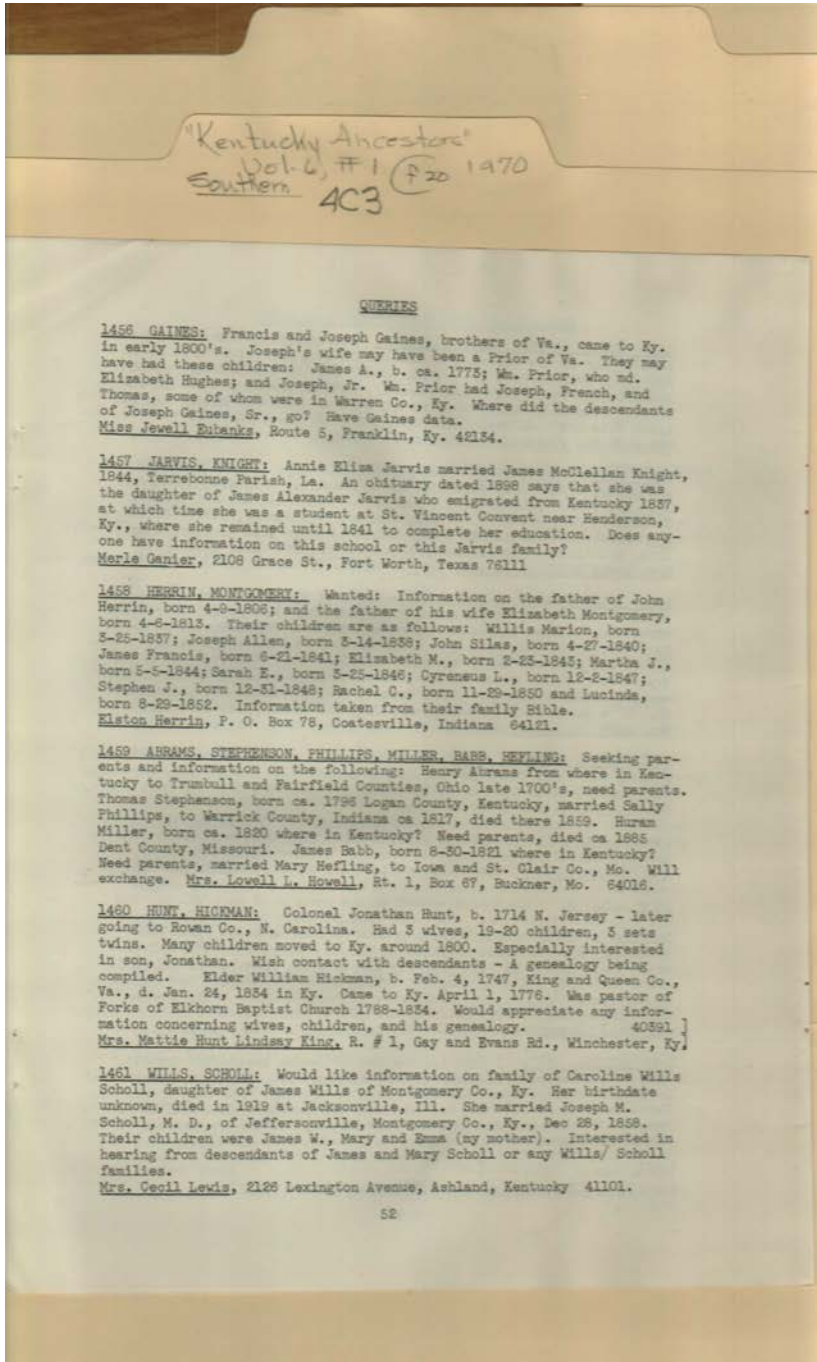 "Kentucky Ancestors"
Vol. 6, #1 p20 1970
Southern
4C3
QUERIES
1456 GAINES: Francis and Joseph Gaines, brothers of Va., came to Ky.
in early 1800's. Joseph's wife may have been a Prior of Va. They may
have had these children: James A., b. ca. 1773; Wm. Prior, who md.
Elizabeth Hughes; and Joseph, Jr. Wm. Prior had Joseph, French, and
Thomas, some of whom were in Warren Co., Ky. Where did the descendants
of Joseph Gaines, Sr., go? Have Gaines data.
Miss Jewell Eubanks, Route 5, Franklin, Ky. 42134.
1457 JARVIS, KNIGHT: Annie Eliza Jarvis married James McClellan Knight,
1844, Terrebonne Parish, La. An obituary dated 1898 says that she was
the daughter of James Alexander Jarvis who emigrated from Kentucky 1837,
at which time she was a student at St. Vincent Convent near Henderson,
Ky., where she remained until 1841 to complete her education. Does any-
one have information on this school or this Jarvis family?
Merle Ganier, 2108 Grace St., Fort Worth, Texas 76111
1458 HERRIN, MONTGOMERY: Wanted: Information on the father of John
Herrin, born 4-9-1806; and the father of his wife Elizabeth Montgomery,
born 4-6-1813. Their children are as follows: Willis Marion, born
3-25-1837; Joseph Allen, born 3-14-1838; John Silas, born 4-27-1840;
James Francis, born 6-21-1841; Elizabeth M., born 2-23-1843; Martha J.,
born 5-5-1844; Sarah E., born 3-25-1846; Cyreneus L., born 12-2-1847;
Stephen J., born 12-31-1848; Rachel C., born 11-29-1850 and Lucinda,
born 8-29-1852. Information taken from their family Bible.
Elston Herrin, P. O. Box 78, Coatesville, Indiana 64121.
1459 ABRAMS, STEPHENSON, PHILLIPS, MILLER, BABB, HEFLING: Seeking par-
ents and information on the following: Henry Abrams from where in Ken-
tucky to Trumbull and Fairfield Counties, Ohio late 1700's, need parents.
Thomas Stephenson, born ca. 1796 Logan County, Kentucky, married Sally
Phillips, to Warrick County, Indiana ca 1817, died there 1859. Huram
Miller, born ca. 1820 where in Kentucky? Need parents, died ca 1885
Dent County, Missouri. James Babb, born 8-30-1821 where in Kentucky?
Need parents, married Mary Hefling, to Iowa and St. Clair Co., Mo. Will
exchange. Mrs. Lowell L. Howell, Rt. 1, Box 67, Buckner, Mo. 64016.
1460 HUNT, HICKMAN: Colonel Jonathan Hunt, b. 1714 N. Jersey - later
going to Rowan Co., N. Carolina. Had 3 wives, 19-20 children, 3 sets
twins. Many children moved to Ky. around 1800. Especially interested
in son, Jonathan. Wish contact with descendants - A genealogy being
compiled. Elder William Hickman, b. Feb. 4, 1747, King and Queen Co.,
Va., d. Jan. 24, 1834 in Ky. Came to Ky. April 1, 1776. Was pastor of
Forks of Elkhorn Baptist Church 1788-1834. Would appreciate any infor-
mation concerning wives, children, and his genealogy. 40391
Mrs. Mattie Hunt Lindsay King, R. # 1, Gay and Evans Rd., Winchester, Ky.
1461 WILLS, SCHOLL: Would like information on family of Caroline Wills
Scholl, daughter of James Wills of Montgomery Co., Ky. Her birthdate
unknown, died in 1919 at Jacksonville, Ill. She married Joseph M.
Scholl, M. D., of Jeffersonville, Montgomery Co., Ky., Dec 28, 1858.
Their children were James W., Mary and Emma (my mother). Interested in
hearing from descendants of James and Mary Scholl or any Wills/ Scholl
families.
Mrs. Cecil Lewis, 2126 Lexington Avenue, Ashland, Kentucky 41101.
52